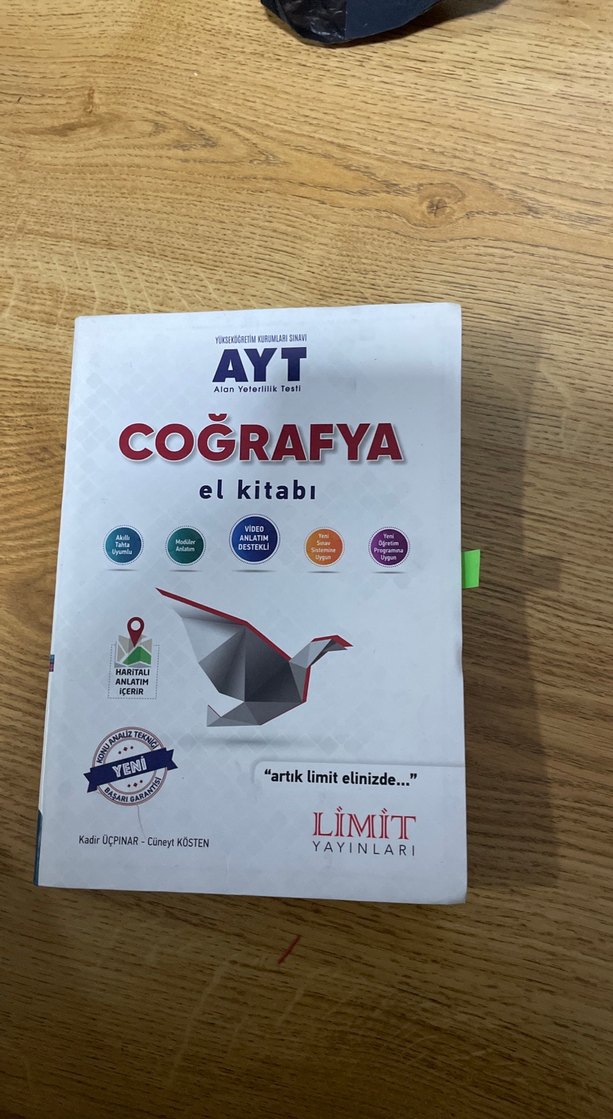 YÜKSEKÖĞRETİM KURUMLARI SINAVI
AYT
Alan Yeterlilik Testi
COĞRAFYA
el kitabı
Akıllı
Tahta
Uyumlu
Modüler
Anlatım
VİDEO
ANLATIM
DESTEKLİ
Yeni
Sınav
Sistemine
Uygun
Yeni
Öğretim
Programına
Uygun
HARİTALI
ANLATIM
İÇERİR
KONU ANALİZ TEKNİĞİ
YENİ
BAŞARI GARANTİSİ
“artık limit elinizde...”
LİMİT
YAYINLARI
Kadir ÜÇPINAR - Cüneyt KÖSTEN